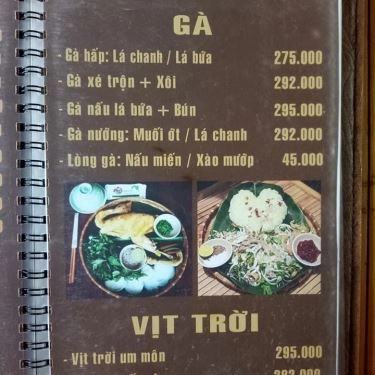 GÀ
- Gà hấp: Lá chanh / Lá bứa 275.000
- Gà xé trộn + Xôi 292.000
- Gà nấu lá bứa + Bún 295.000
- Gà nướng: Muối ớt / Lá chanh 292.000
- Lòng gà: Nấu miến / Xào mướp 45.000
VỊT TRỜI
- Vịt trời um môn 295.000